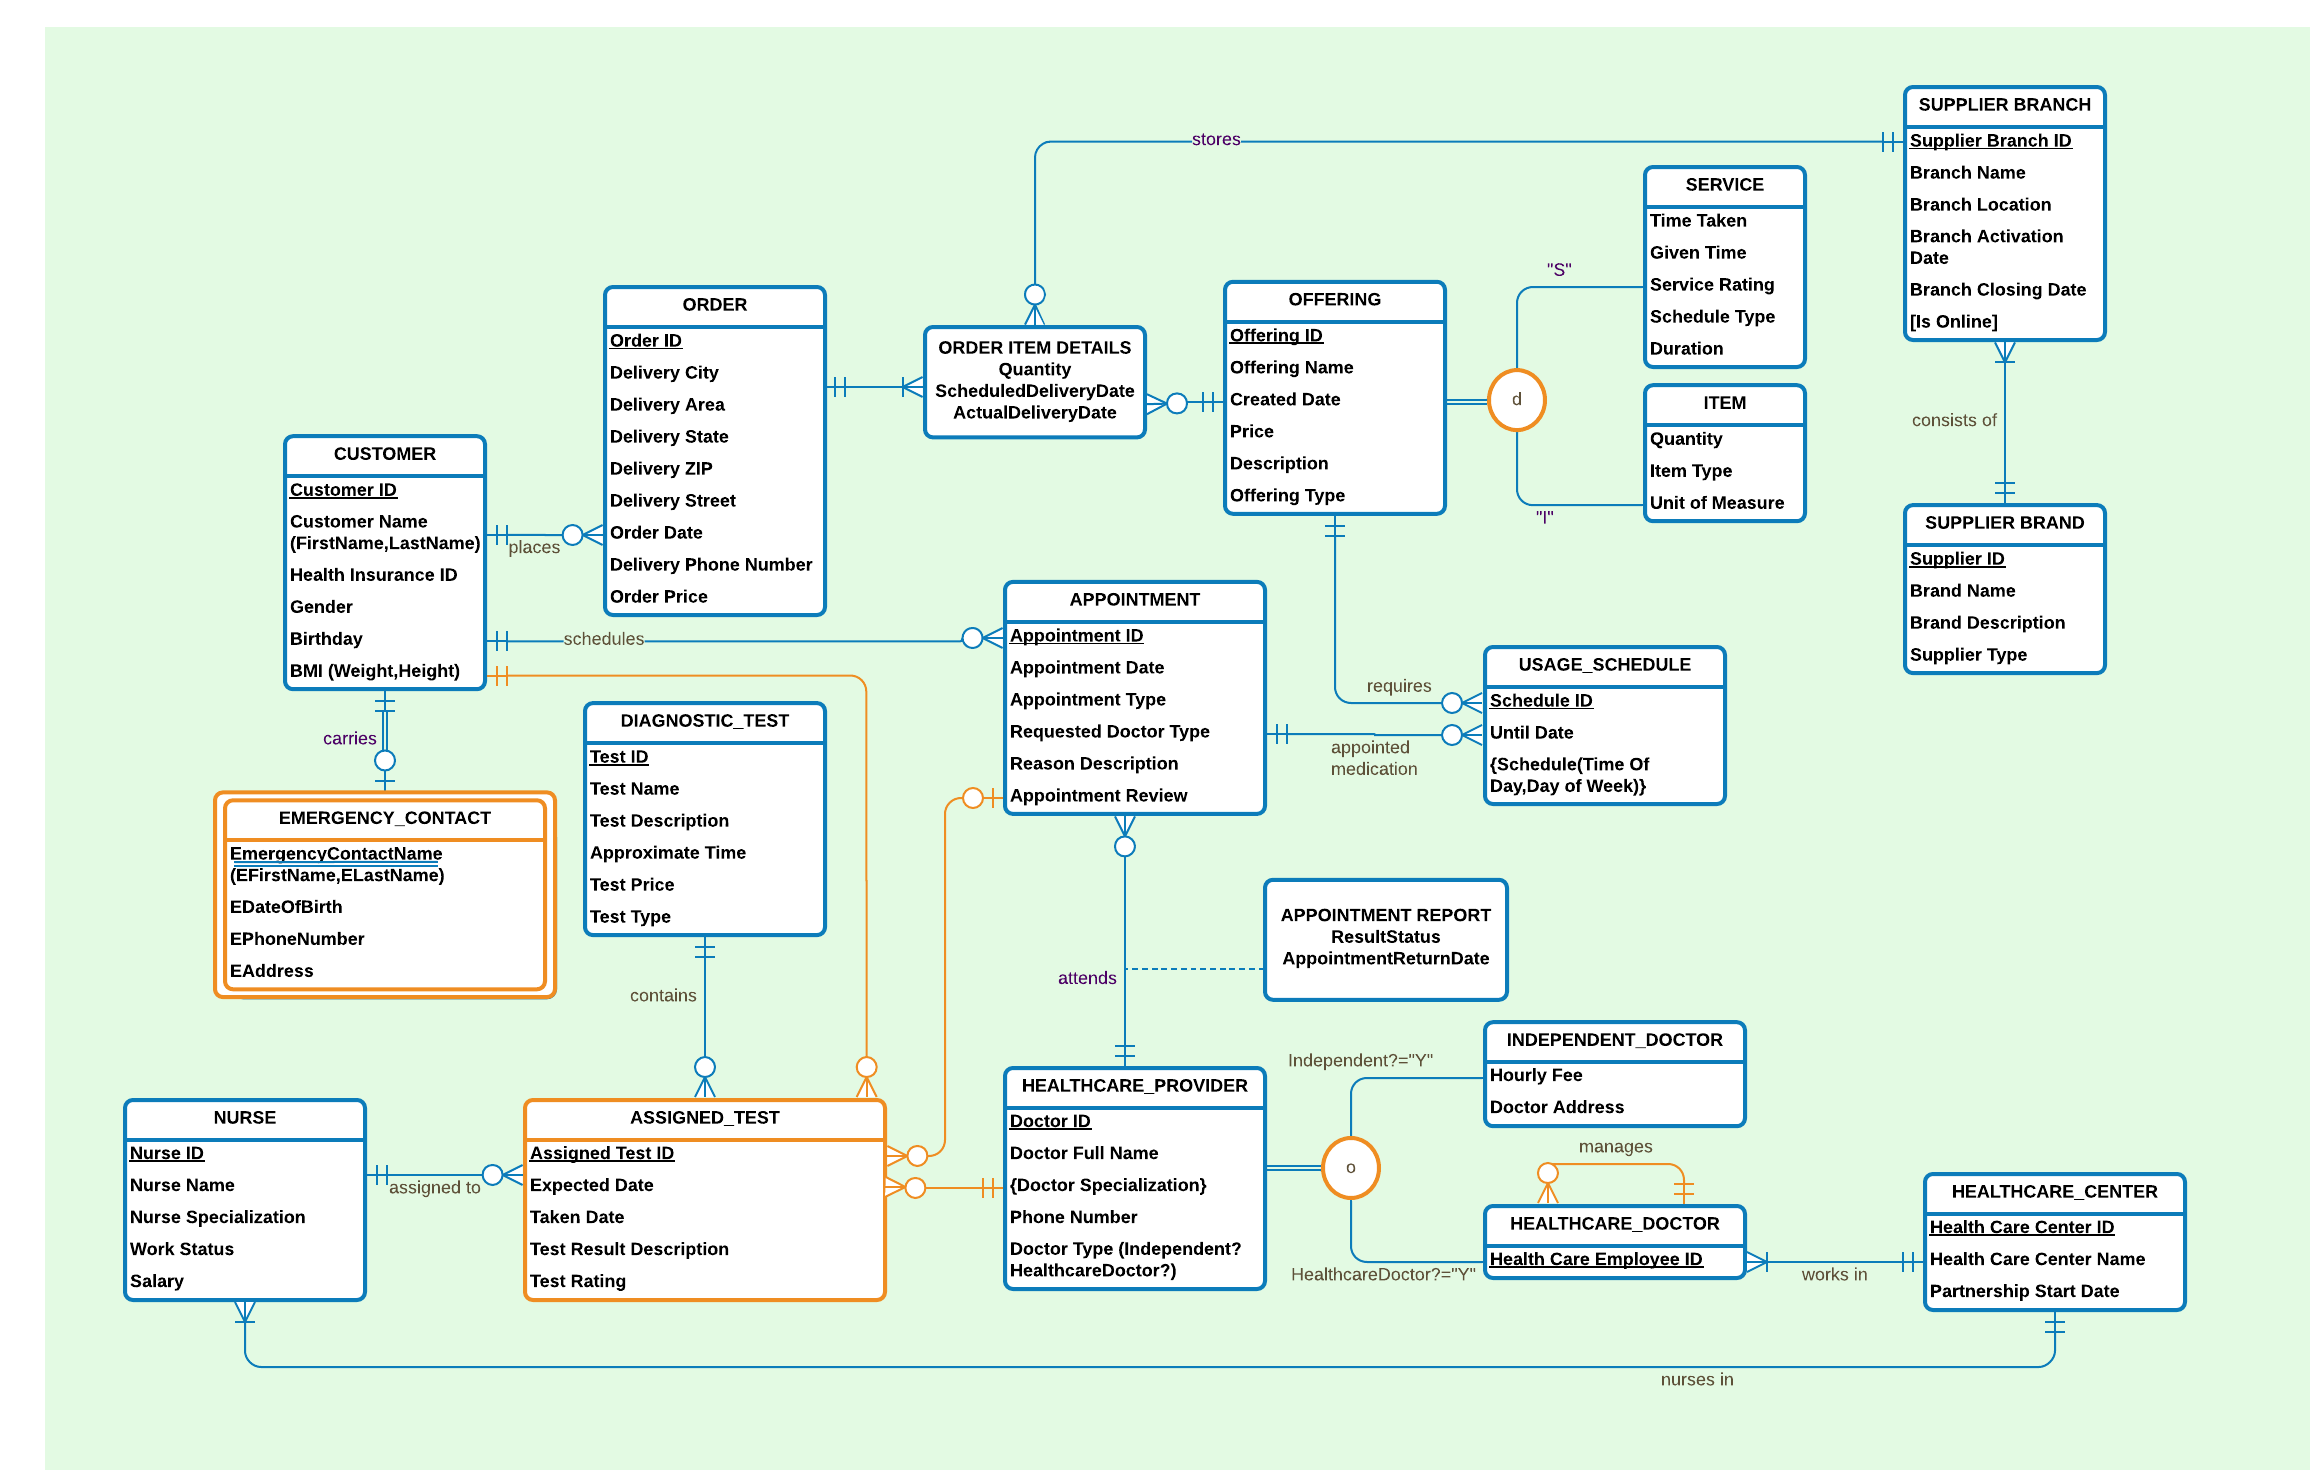 stores
SUPPLIER BRANCH
Supplier Branch ID
Branch Name
Branch Location
Branch Activation
Date
Branch Closing Date
[Is Online]
SERVICE
Time Taken
Given Time
Service Rating
Schedule Type
Duration
"S"
ORDER
Order ID
Delivery City
Delivery Area
Delivery State
Delivery ZIP
Delivery Street
Order Date
Delivery Phone Number
Order Price
ORDER ITEM DETAILS
Quantity
ScheduledDeliveryDate
ActualDeliveryDate
OFFERING
Offering ID
Offering Name
Created Date
Price
Description
Offering Type
d
ITEM
Quantity
Item Type
Unit of Measure
"I"
consists of
SUPPLIER BRAND
Supplier ID
Brand Name
Brand Description
Supplier Type
CUSTOMER
Customer ID
Customer Name
(FirstName,LastName)
Health Insurance ID
Gender
Birthday
BMI (Weight,Height)
places
schedules
APPOINTMENT
Appointment ID
Appointment Date
Appointment Type
Requested Doctor Type
Reason Description
Appointment Review
requires
appointed
medication
USAGE_SCHEDULE
Schedule ID
Until Date
{Schedule(Time Of
Day,Day of Week)}
carries
DIAGNOSTIC_TEST
Test ID
Test Name
Test Description
Approximate Time
Test Price
Test Type
EMERGENCY_CONTACT
EmergencyContactName
(EFirstName,ELastName)
EDateOfBirth
EPhoneNumber
EAddress
contains
attends
APPOINTMENT REPORT
ResultStatus
AppointmentReturnDate
NURSE
Nurse ID
Nurse Name
Nurse Specialization
Work Status
Salary
assigned to
ASSIGNED_TEST
Assigned Test ID
Expected Date
Taken Date
Test Result Description
Test Rating
HEALTHCARE_PROVIDER
Doctor ID
Doctor Full Name
{Doctor Specialization}
Phone Number
Doctor Type (Independent?
HealthcareDoctor?)
Independent?="Y"
o
HealthcareDoctor?="Y"
INDEPENDENT_DOCTOR
Hourly Fee
Doctor Address
manages
HEALTHCARE_DOCTOR
Health Care Employee ID
works in
HEALTHCARE_CENTER
Health Care Center ID
Health Care Center Name
Partnership Start Date
nurses in